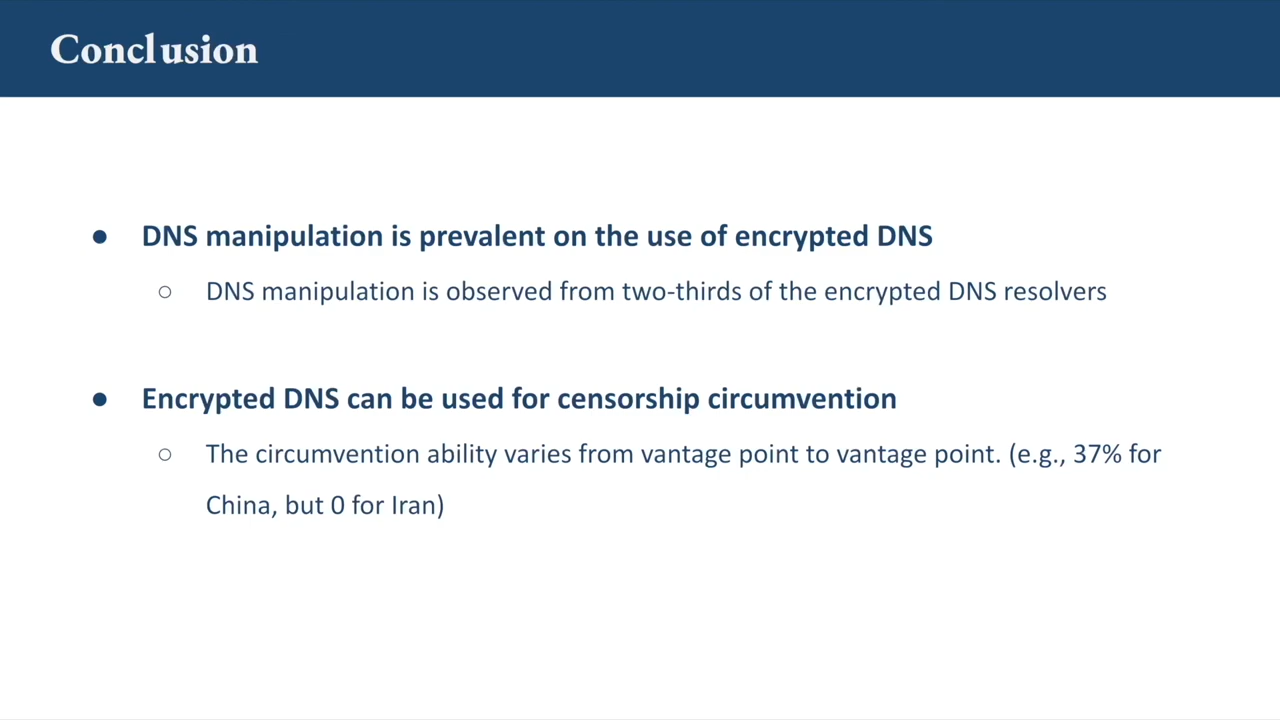 Conclusion
● DNS manipulation is prevalent on the use of encrypted DNS
○ DNS manipulation is observed from two-thirds of the encrypted DNS resolvers
● Encrypted DNS can be used for censorship circumvention
○ The circumvention ability varies from vantage point to vantage point. (e.g., 37% for
China, but 0 for Iran)